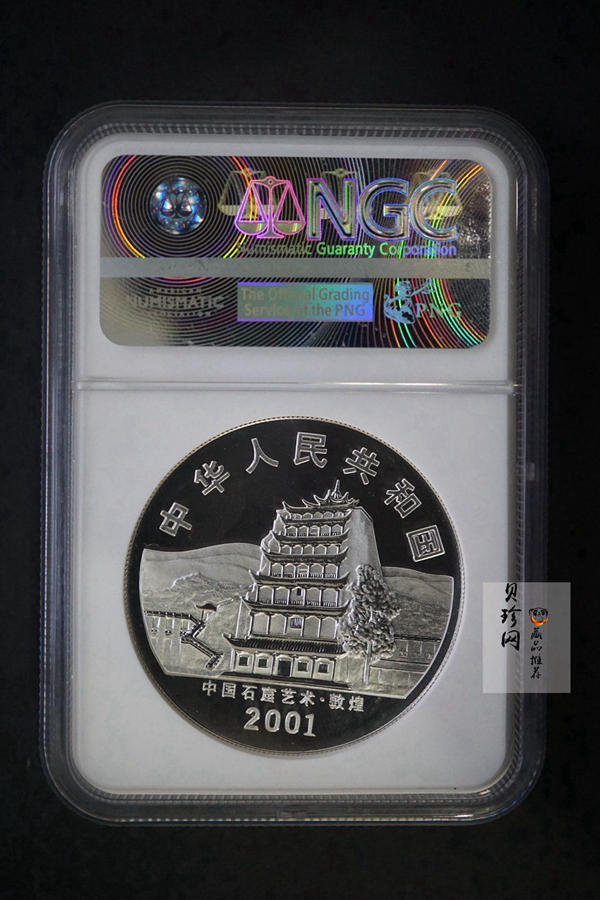 NGC
Numismatic Guaranty Corporation
NUMISMATIC
The Official Grading
Service of the PNG
PNG
中华人民共和国
中国石窟艺术·敦煌
2001
贝珍网
藏品推荐